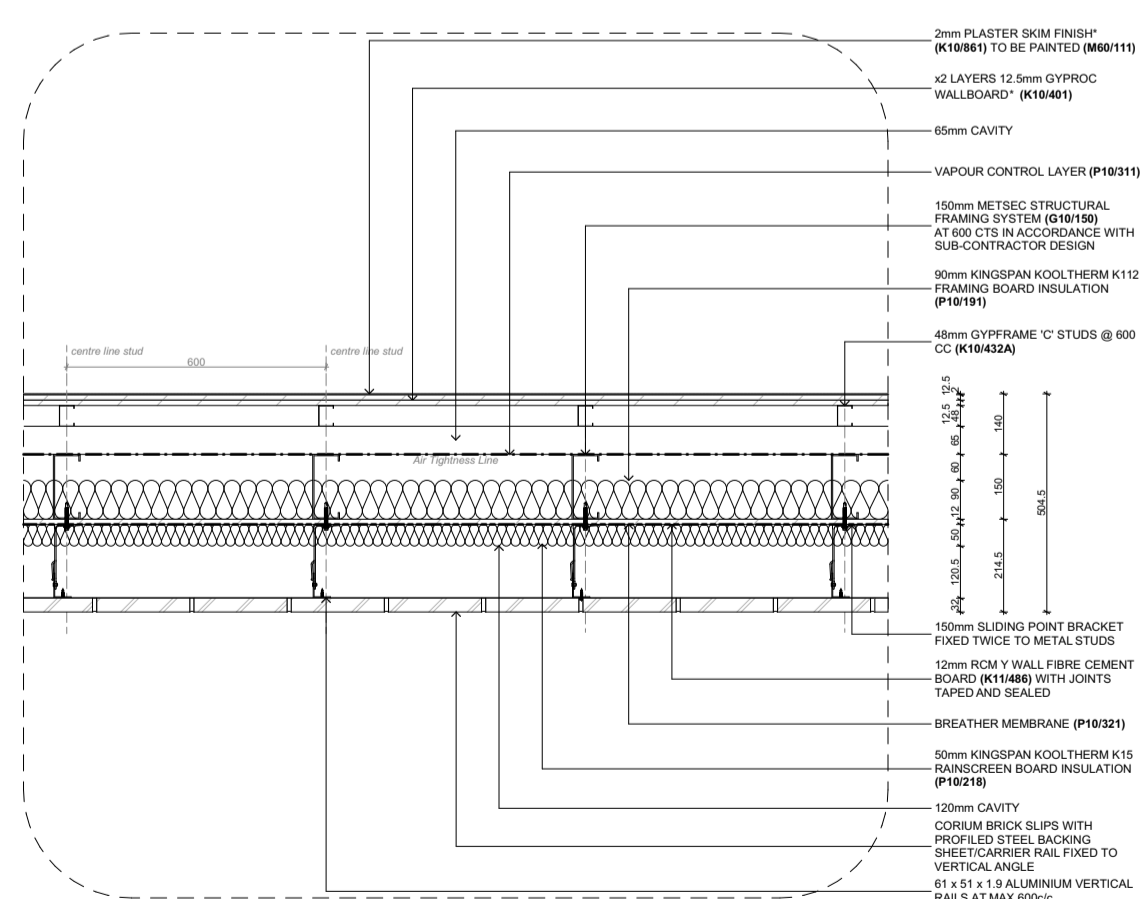 2mm PLASTER SKIM FINISH*
(K10/861) TO BE PAINTED (M60/111)
x2 LAYERS 12.5mm GYPROC
WALLBOARD* (K10/401)
65mm CAVITY
VAPOUR CONTROL LAYER (P10/311)
150mm METSEC STRUCTURAL
FRAMING SYSTEM (G10/150)
AT 600 CTS IN ACCORDANCE WITH
SUB-CONTRACTOR DESIGN
90mm KINGSPAN KOOLTHERM K112
FRAMING BOARD INSULATION
(P10/191)
48mm GYPFRAME 'C' STUDS @ 600
CC (K10/432A)
centre line stud
centre line stud
600
Air Tightness Line
12.5
2
12.5
48
65
60
90
12
50
120.5
32
140
150
214.5
504.5
150mm SLIDING POINT BRACKET
FIXED TWICE TO METAL STUDS
12mm RCM Y WALL FIBRE CEMENT
BOARD (K11/486) WITH JOINTS
TAPED AND SEALED
BREATHER MEMBRANE (P10/321)
50mm KINGSPAN KOOLTHERM K15
RAINSCREEN BOARD INSULATION
(P10/218)
120mm CAVITY
CORIUM BRICK SLIPS WITH
PROFILED STEEL BACKING
SHEET/CARRIER RAIL FIXED TO
VERTICAL ANGLE
61 x 51 x 1.9 ALUMINIUM VERTICAL
RAILS AT MAX 600c/c